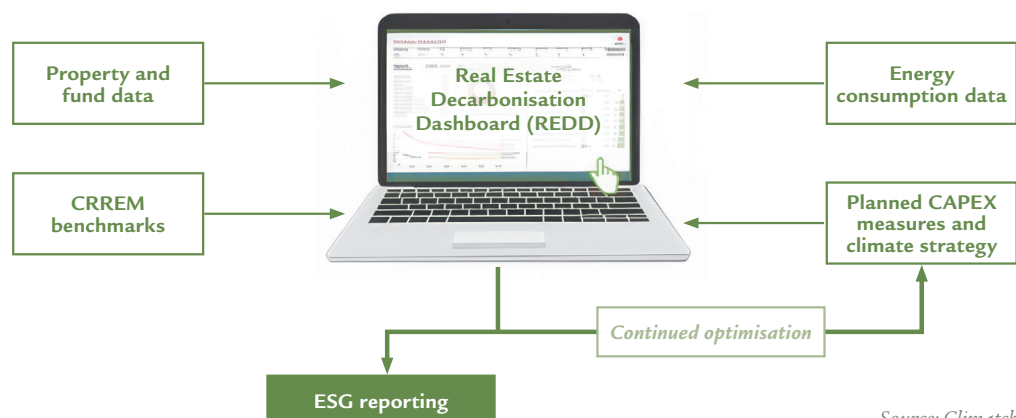 Property and
fund data
Real Estate
Decarbonisation
Dashboard (REDD)
Energy
consumption data
CRREM
benchmarks
Planned CAPEX
measures and
climate strategy
Continued optimisation
ESG reporting